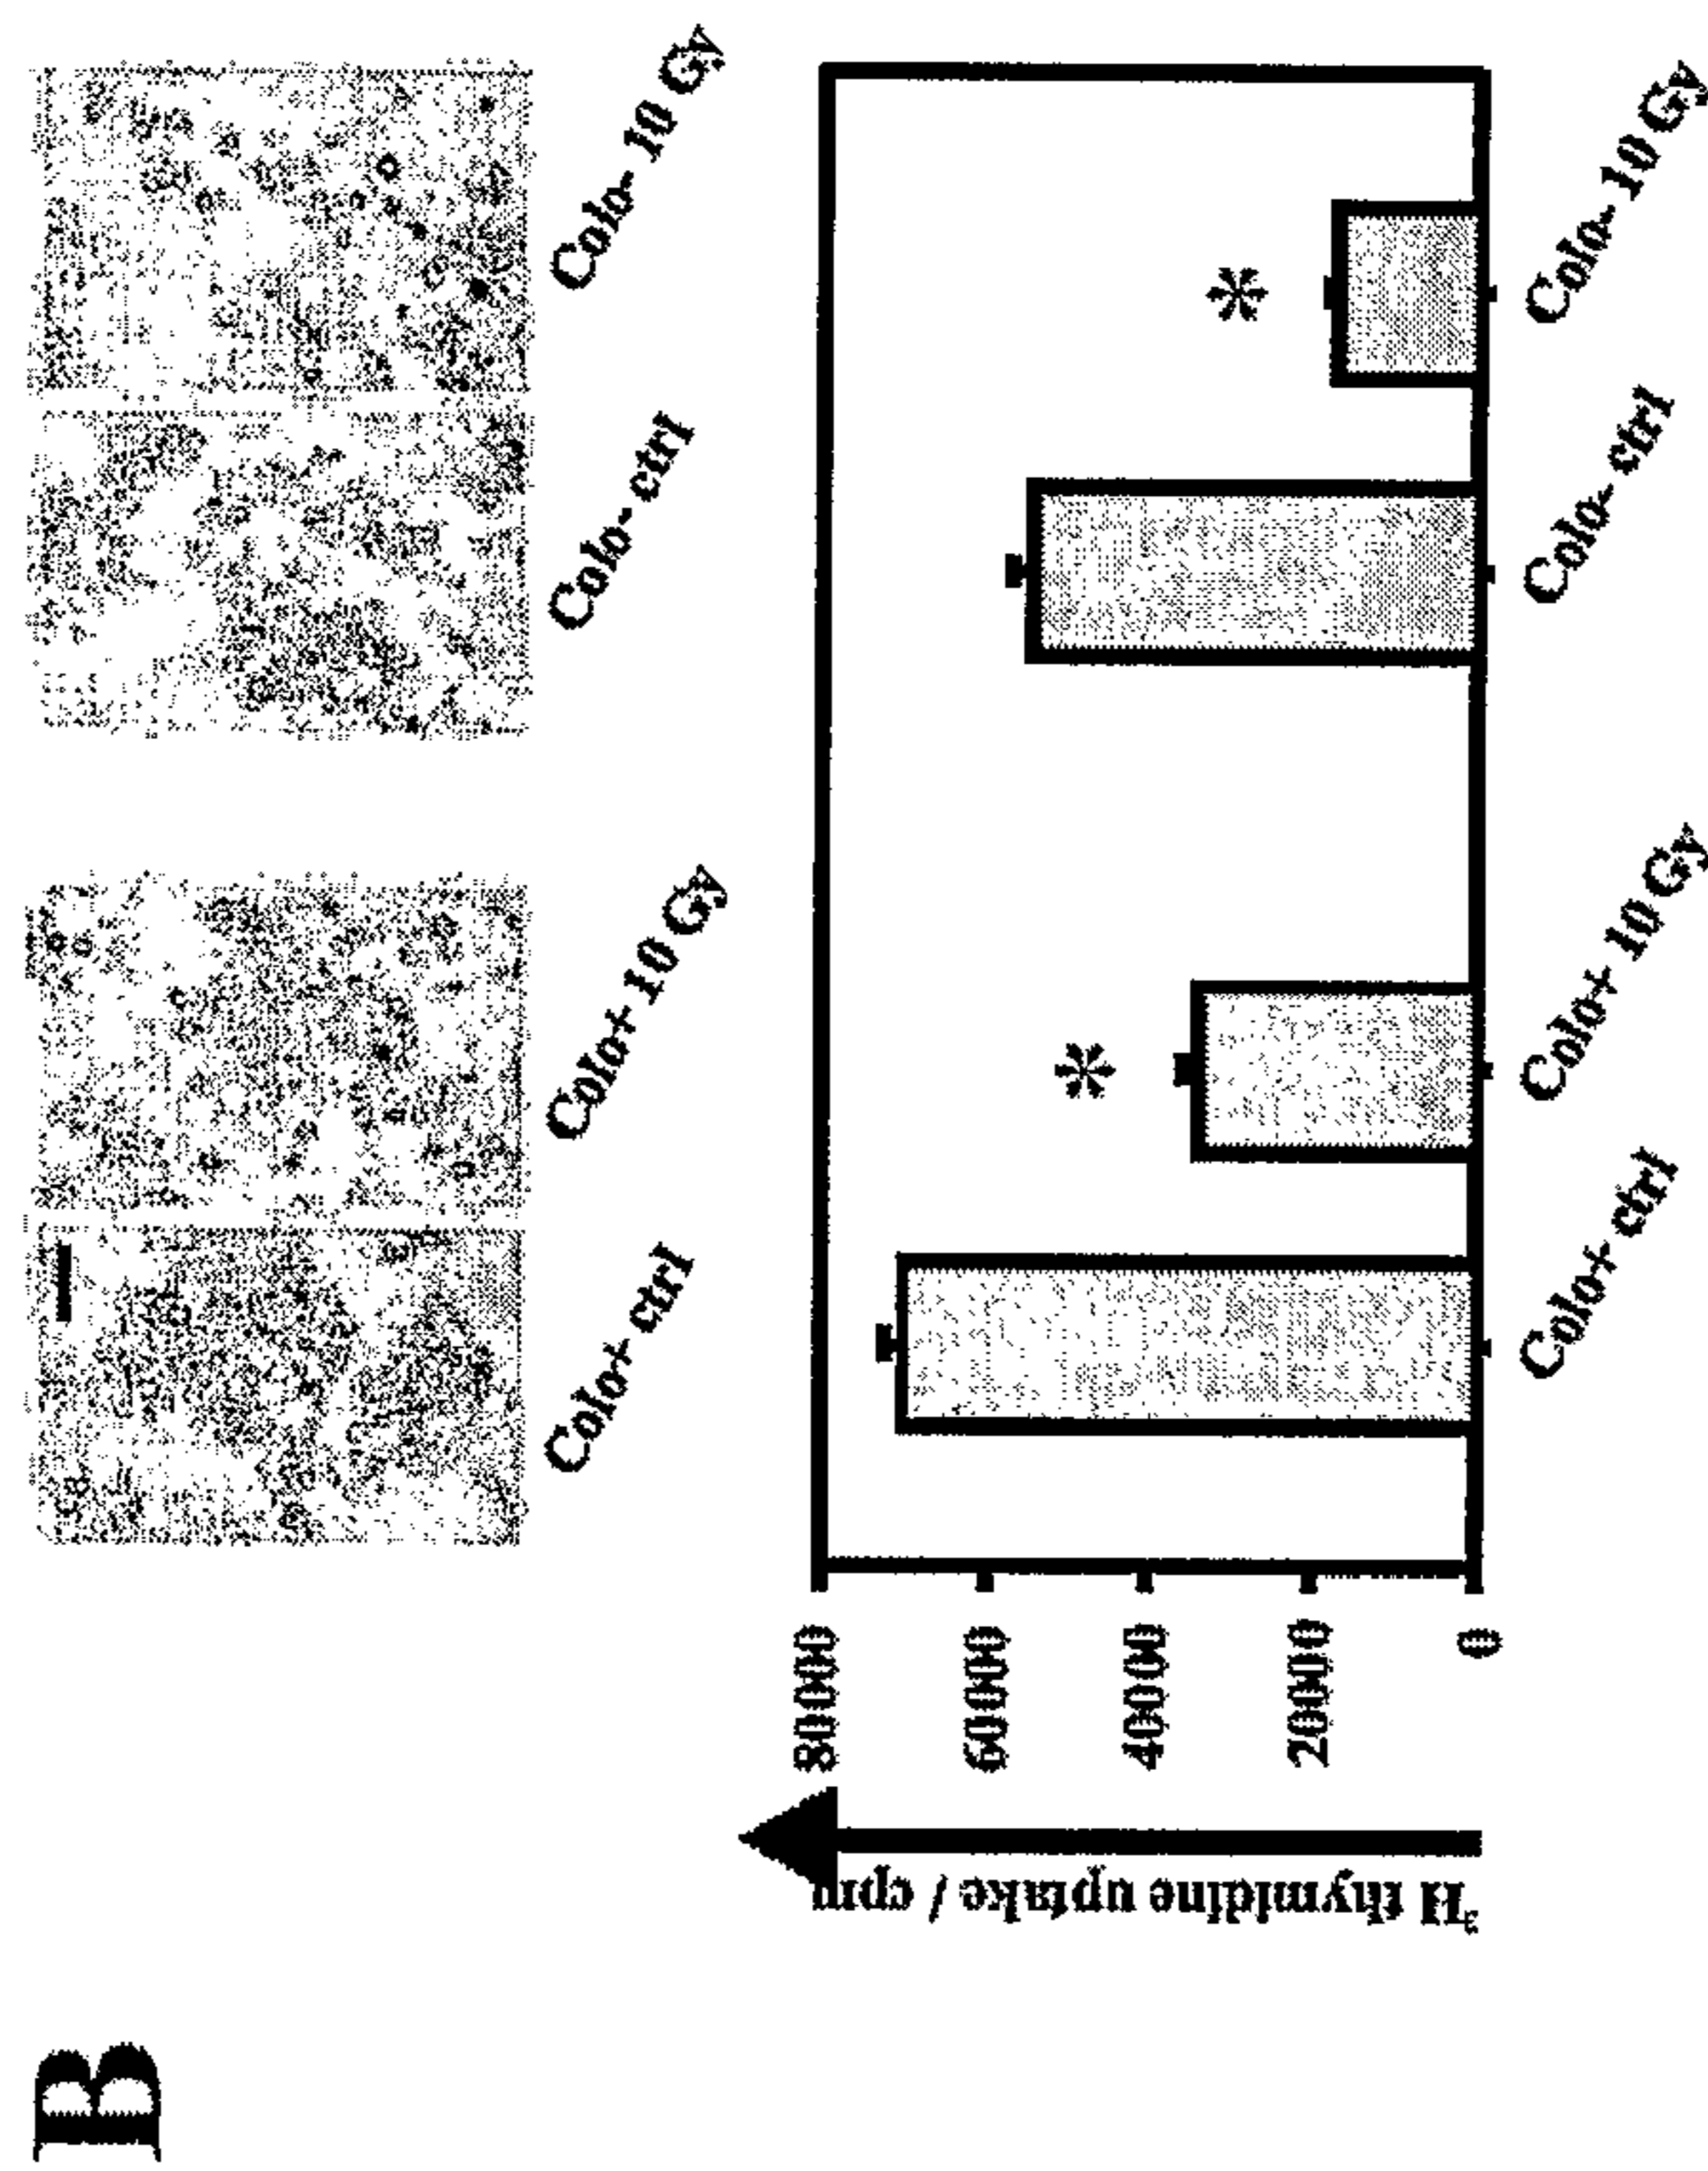 B
Colo+ ctrl
Colo+ 10 Gy
Colo- ctrl
Colo- 10 Gy
³H thymidine uptake / cpm
80000
60000
40000
20000
0
*
*
Colo+ ctrl
Colo+ 10 Gy
Colo- ctrl
Colo- 10 Gy